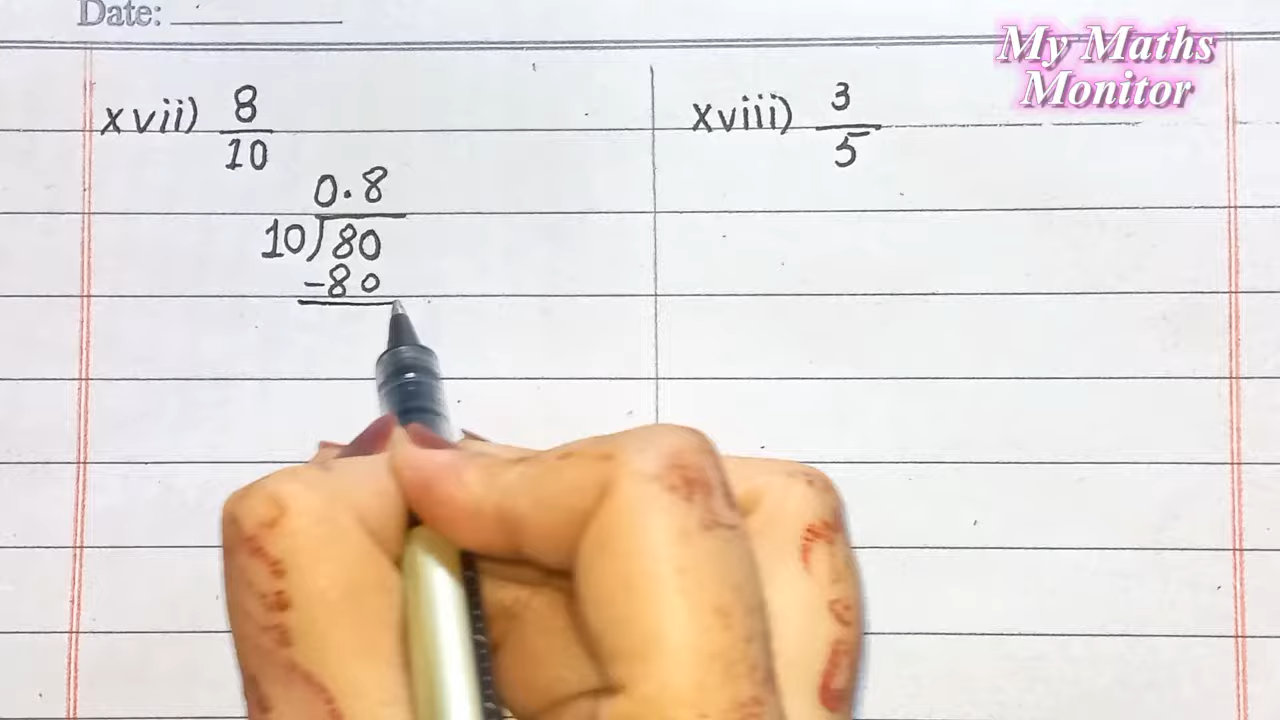 Date:
My Maths
Monitor
xvii) 8/10
xviii) 3/5
0.8
10)80
-80